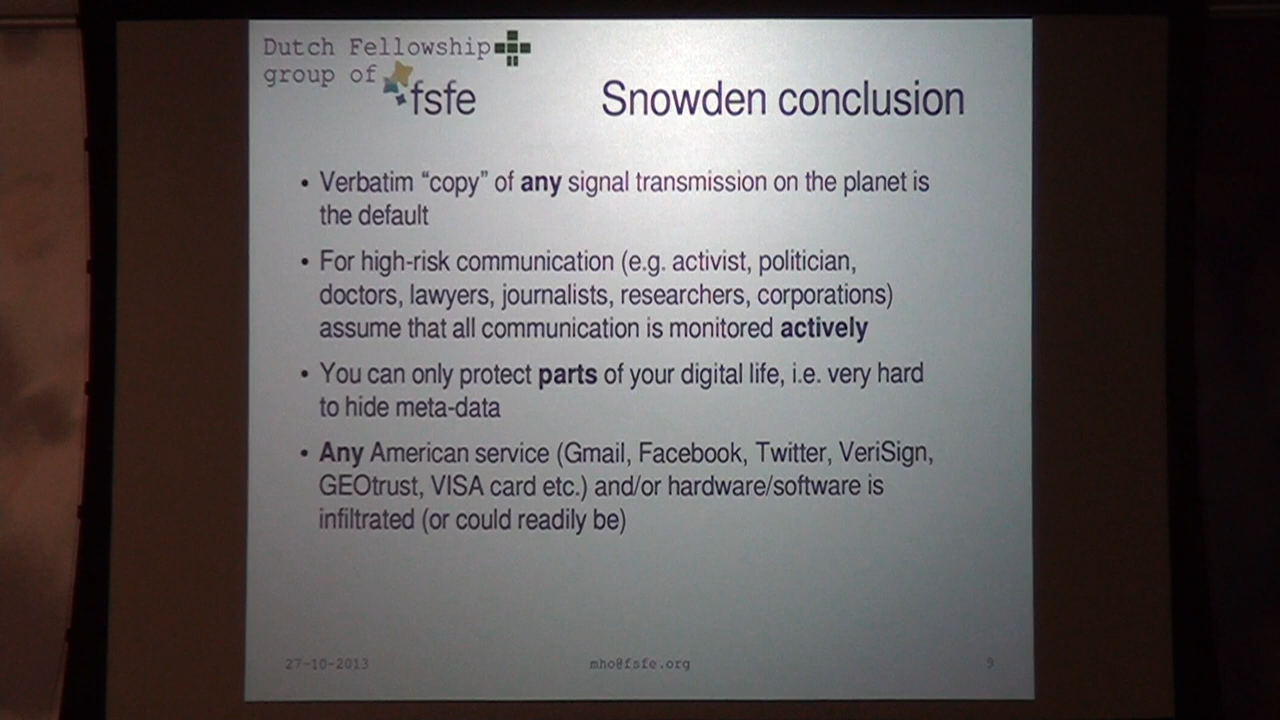 Dutch Fellowship
group of
fsfe
Snowden conclusion
• Verbatim “copy” of any signal transmission on the planet is
the default
• For high-risk communication (e.g. activist, politician,
doctors, lawyers, journalists, researchers, corporations)
assume that all communication is monitored actively
• You can only protect parts of your digital life, i.e. very hard
to hide meta-data
• Any American service (Gmail, Facebook, Twitter, VeriSign,
GEOtrust, VISA card etc.) and/or hardware/software is
infiltrated (or could readily be)
27-10-2013
mho@fsfe.org
9